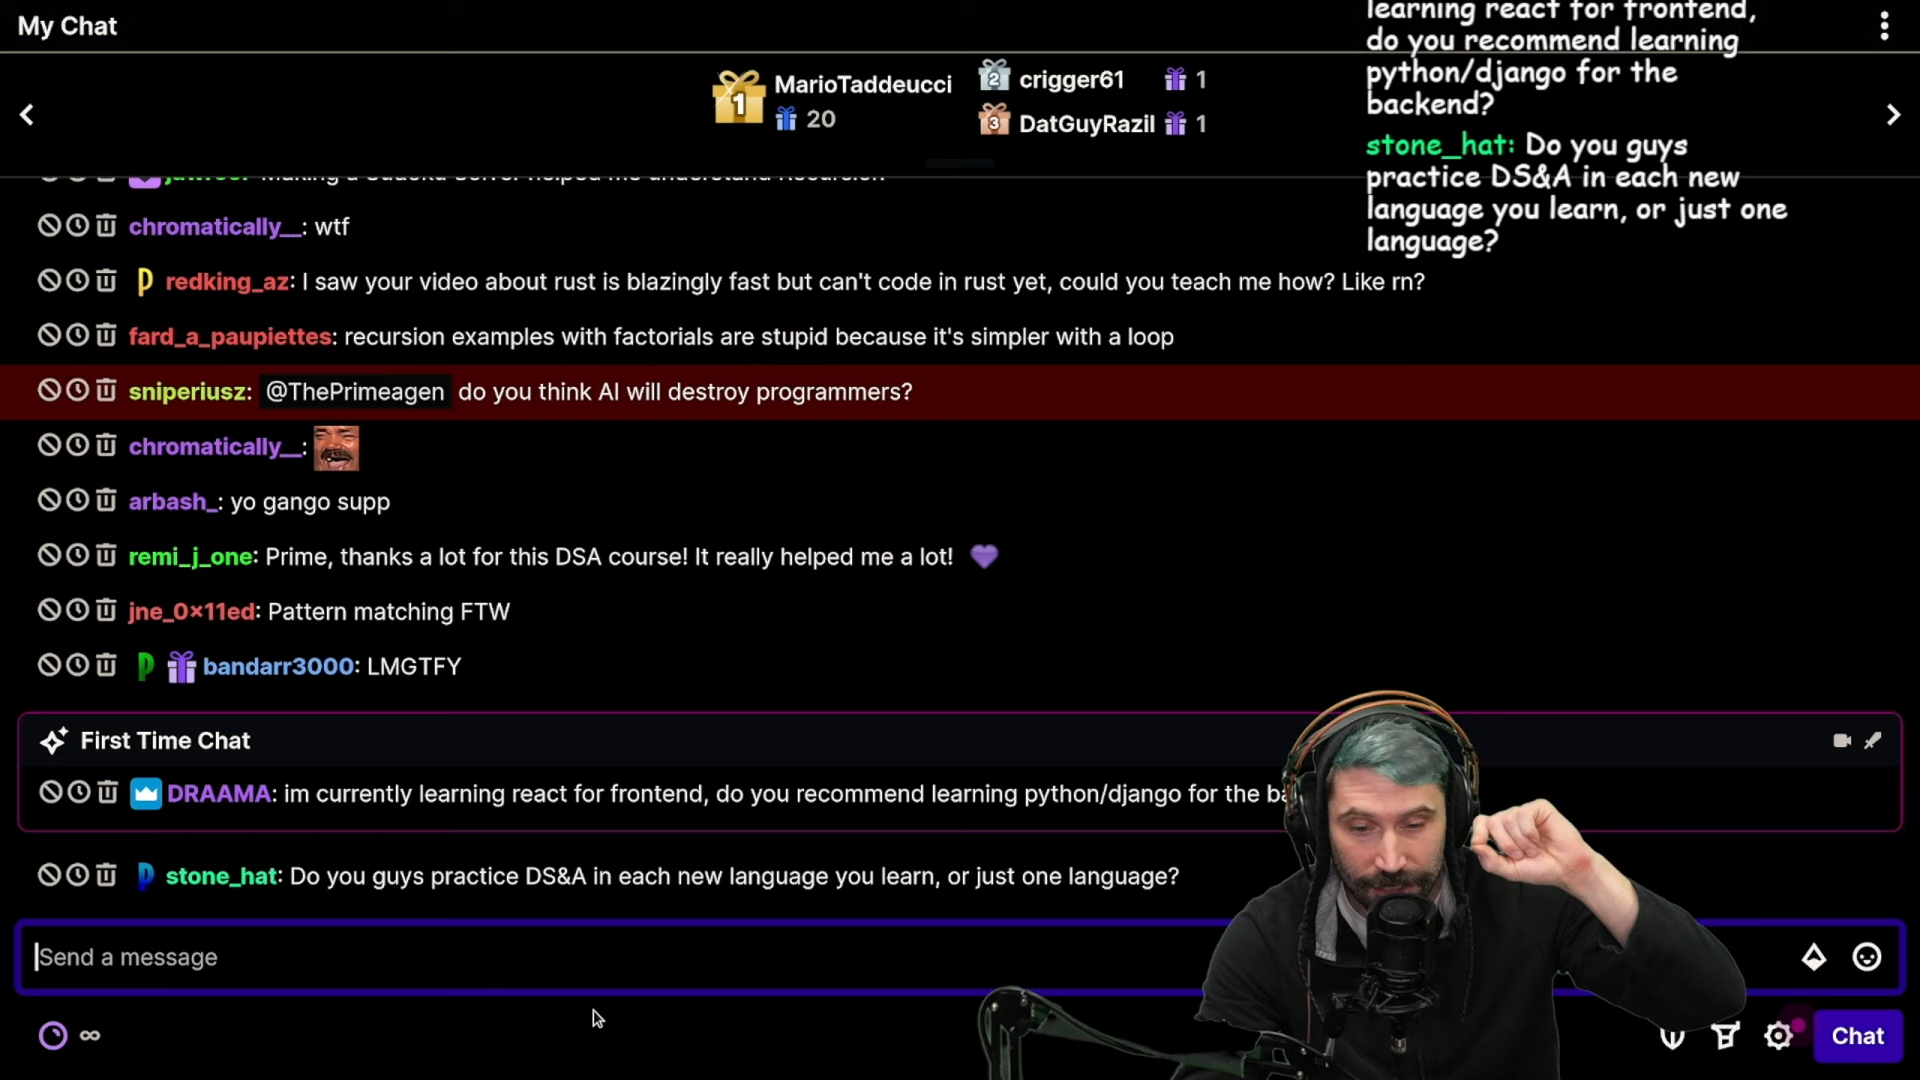 My Chat
learning react for frontend,
do you recommend learning
python/django for the
backend?
stone_hat: Do you guys
practice DS&A in each new
language you learn, or just one
language?
1 MarioTaddeucci
20
2 crigger61 1
3 DatGuyRazil 1
chromatically__: wtf
redking_az: I saw your video about rust is blazingly fast but can't code in rust yet, could you teach me how? Like rn?
fard_a_paupiettes: recursion examples with factorials are stupid because it's simpler with a loop
sniperiusz: @ThePrimeagen do you think AI will destroy programmers?
chromatically__:
arbash_: yo gango supp
remi_j_one: Prime, thanks a lot for this DSA course! It really helped me a lot!
jne_0x11ed: Pattern matching FTW
bandarr3000: LMGTFY
First Time Chat
DRAAMA: im currently learning react for frontend, do you recommend learning python/django for the
stone_hat: Do you guys practice DS&A in each new language you learn, or just one language?
Send a message
∞
Chat